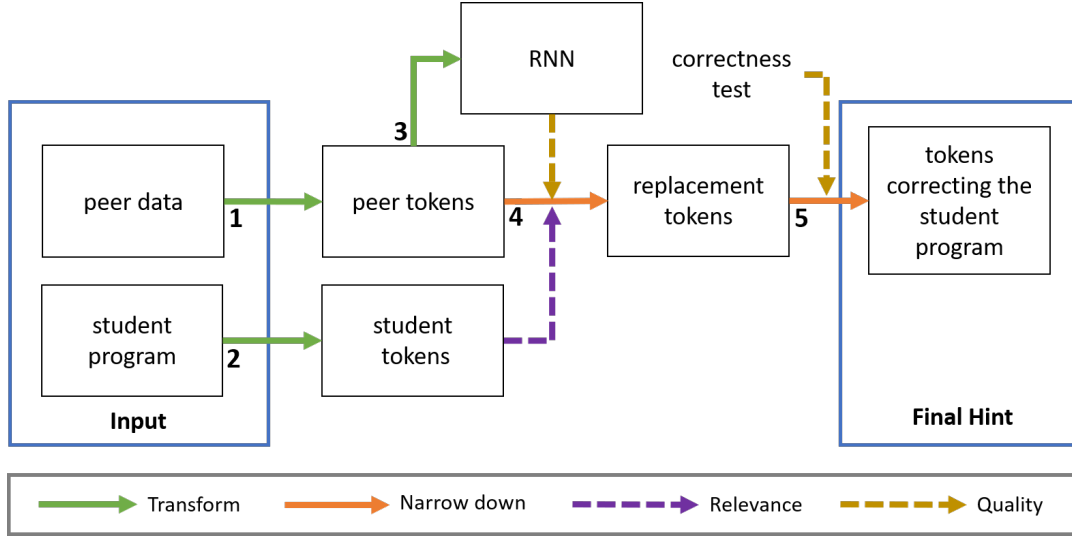 RNN
correctness
test
3
peer data
1
peer tokens
4
replacement
tokens
5
tokens
correcting the
student
program
student
program
2
student
tokens
Input
Final Hint
Transform
Narrow down
Relevance
Quality